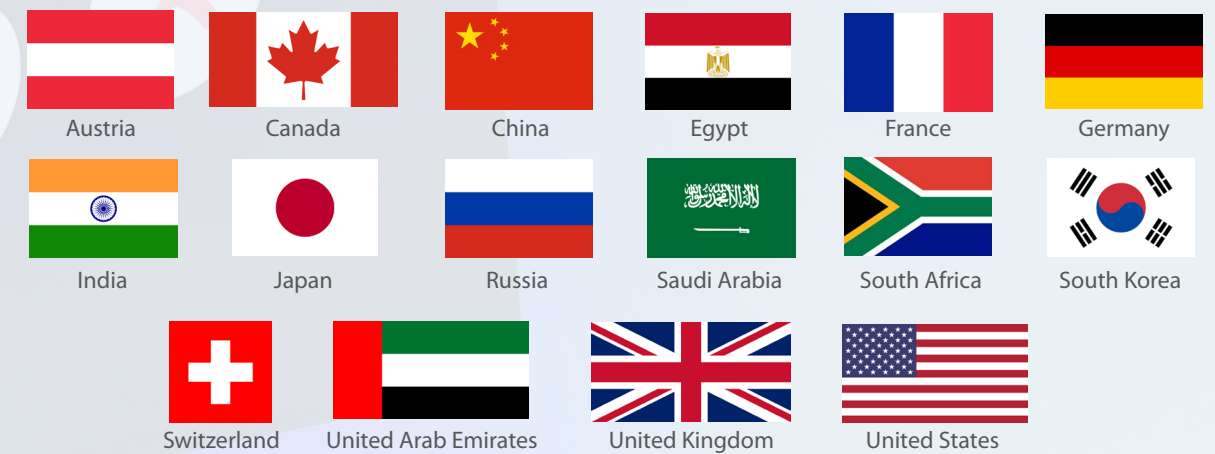 Austria
Canada
China
Egypt
France
Germany
India
Japan
Russia
Saudi Arabia
South Africa
South Korea
Switzerland
United Arab Emirates
United Kingdom
United States